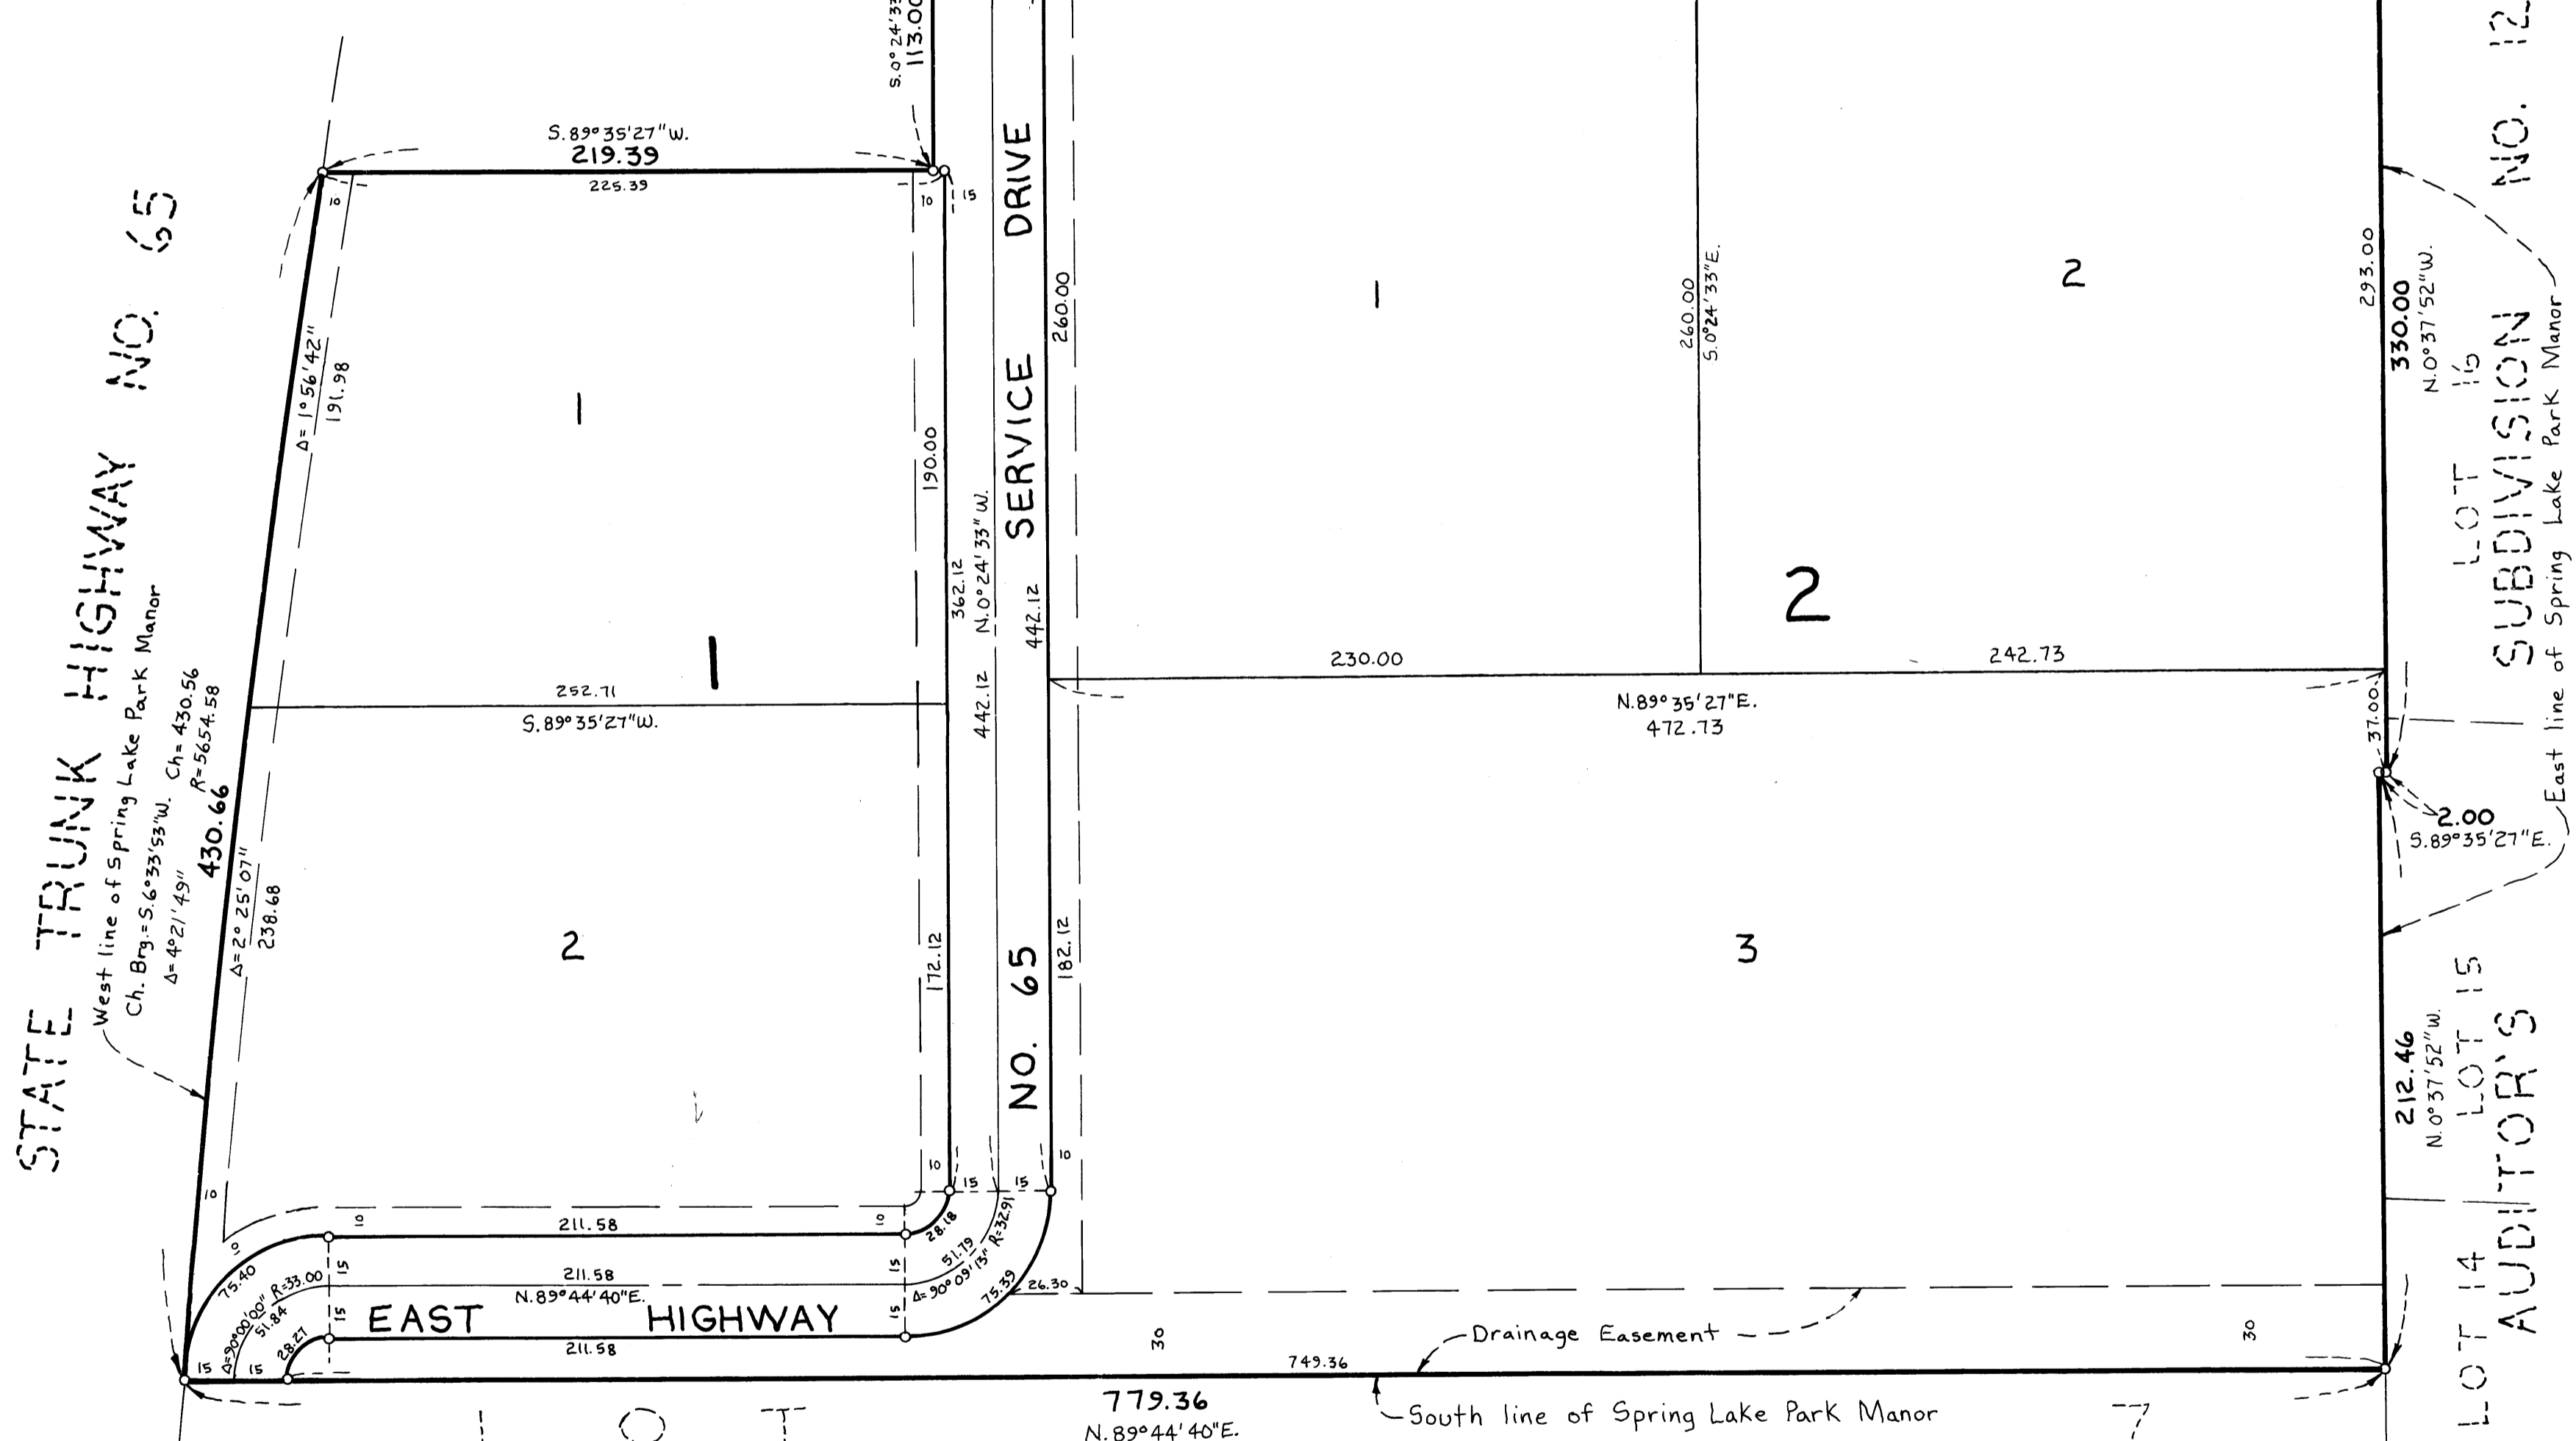 S.0°24'33
113.00
S.89°35'27"W.
219.39
225.39
10
10
15
STATE TRUNK HIGHWAY NO. 65
West line of Spring Lake Park Manor
Ch. Brg.=S.6°33'53"W. Ch=430.56
Δ=4°21'49" R=5654.58
430.66
Δ=1°56'42"
191.98
1
190.00
362.12
N.0°24'33"W.
442.12
442.12
260.00
NO. 65 SERVICE DRIVE
1
252.71
S.89°35'27"W.
Δ=2°25'07"
238.68
2
172.12
182.12
10
10
15
15
10
10
10
10
211.58
28.18
51.79
Δ=90°09'13" R=32.91
75.39
26.30
75.40
Δ=90°00'00" R=33.00
51.84
28.27
15
15
15
15
15
15
211.58
N.89°44'40"E.
EAST HIGHWAY
211.58
1
260.00
S.0°24'33"E.
2
2
230.00
242.73
N.89°35'27"E.
472.73
3
293.00
330.00
N.0°37'52"W.
37.00
2.00
S.89°35'27"E.
212.46
N.0°37'52"W.
LOT 16
LOT 15
LOT 14
AUDITOR'S SUBDIVISION NO. 12
East line of Spring Lake Park Manor
30
30
Drainage Easement
749.36
779.36
N.89°44'40"E.
South line of Spring Lake Park Manor
LOT 7